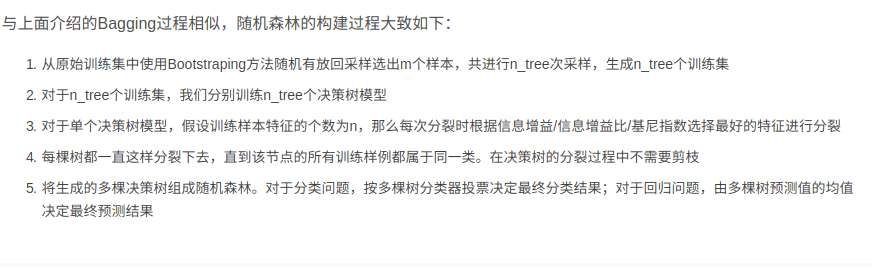 与上面介绍的Bagging过程相似，随机森林的构建过程大致如下：
1. 从原始训练集中使用Bootstraping方法随机有放回采样选出m个样本，共进行n_tree次采样，生成n_tree个训练集
2. 对于n_tree个训练集，我们分别训练n_tree个决策树模型
3. 对于单个决策树模型，假设训练样本特征的个数为n，那么每次分裂时根据信息增益/信息增益比/基尼指数选择最好的特征进行分裂
4. 每棵树都一直这样分裂下去，直到该节点的所有训练样例都属于同一类。在决策树的分裂过程中不需要剪枝
5. 将生成的多棵决策树组成随机森林。对于分类问题，按多棵树分类器投票决定最终分类结果；对于回归问题，由多棵树预测值的均值
决定最终预测结果